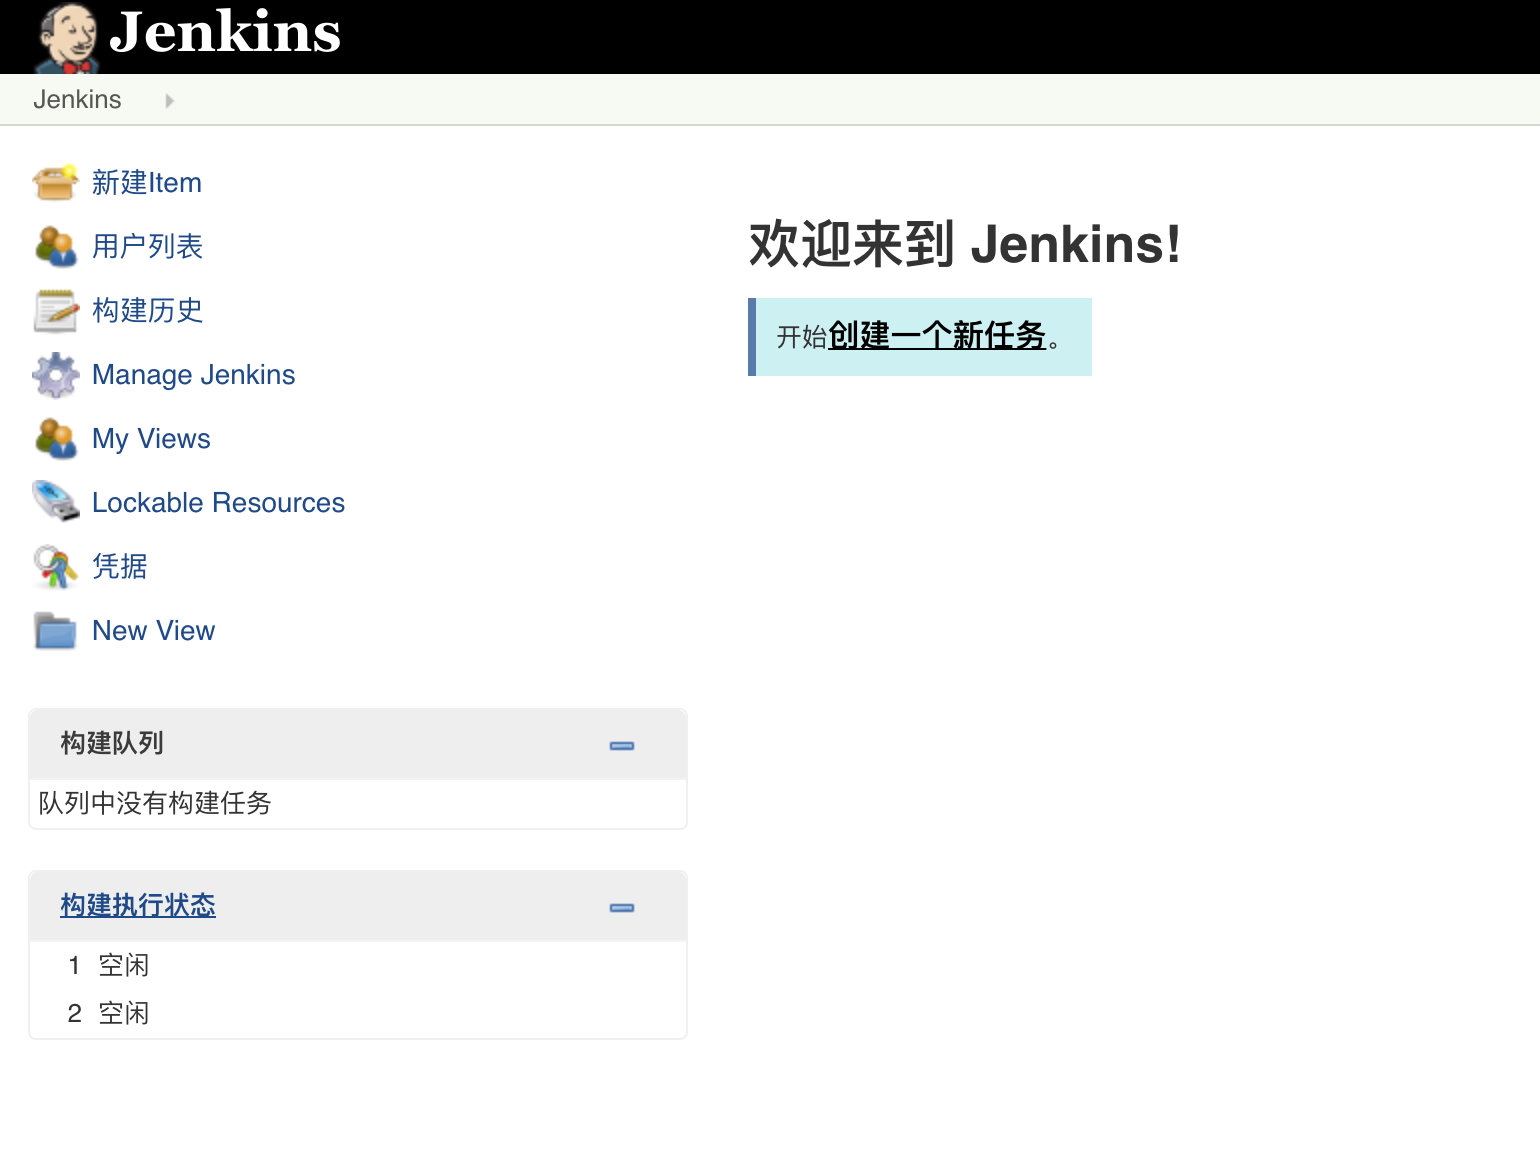 Jenkins
Jenkins
新建Item
用户列表
构建历史
Manage Jenkins
My Views
Lockable Resources
凭据
New View
构建队列
队列中没有构建任务
构建执行状态
1 空闲
2 空闲
欢迎来到 Jenkins!
开始创建一个新任务。